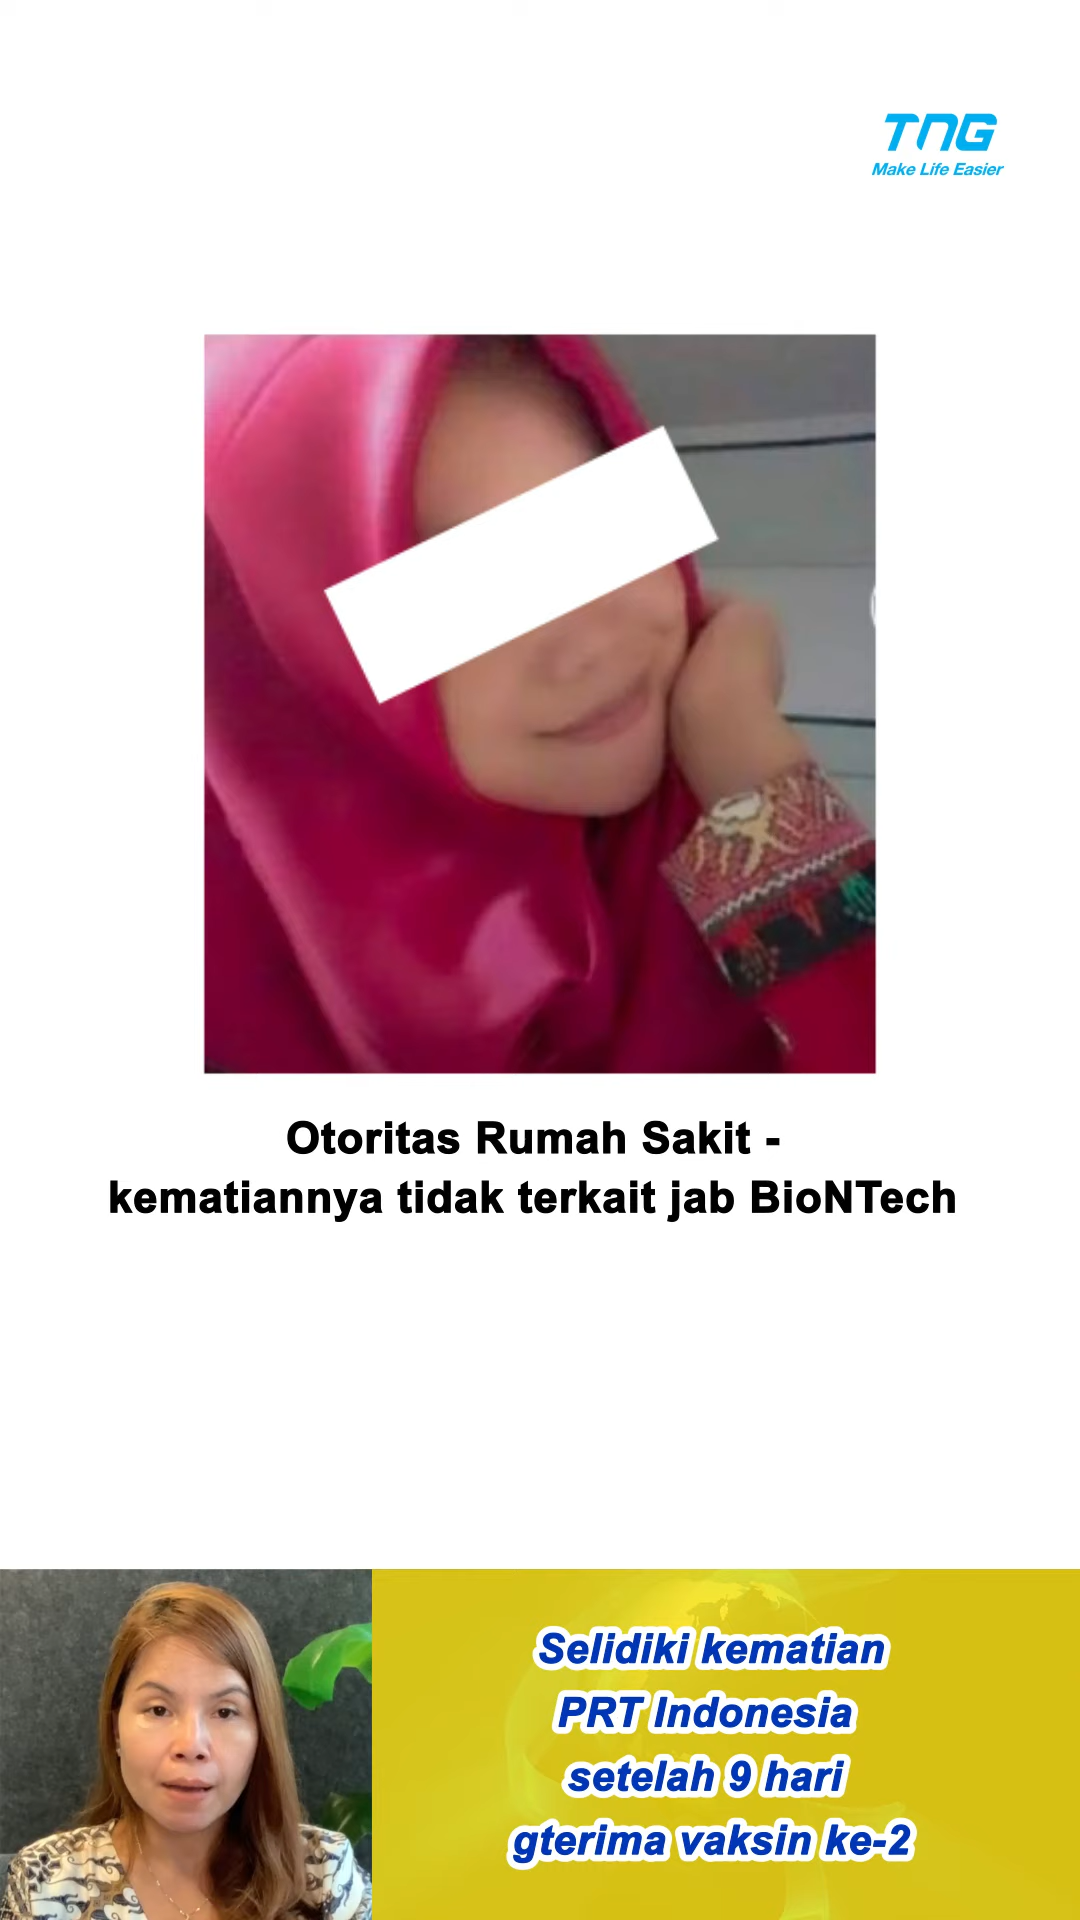 TNG
Make Life Easier
Otoritas Rumah Sakit -
kematiannya tidak terkait jab BioNTech
Selidiki kematian
PRT Indonesia
setelah 9 hari
gterima vaksin ke-2